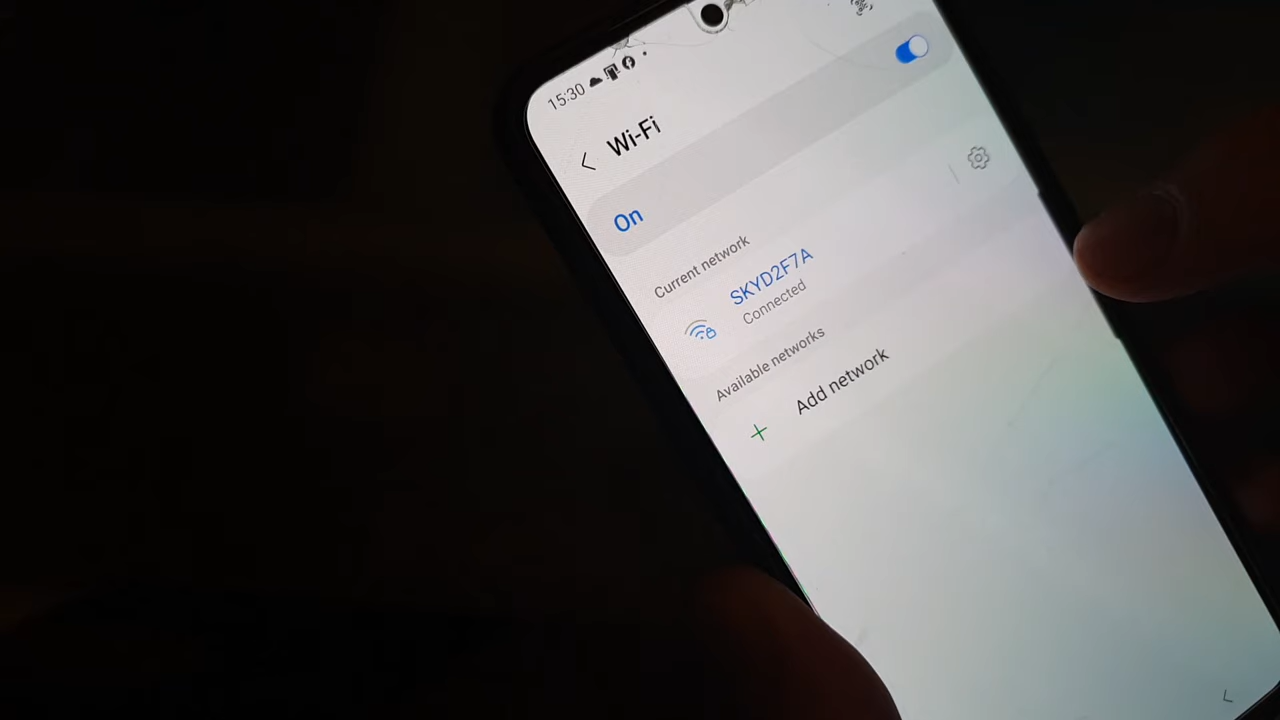 15:30
Wi-Fi
On
Current network
SKYD2F7A
Connected
Available networks
Add network